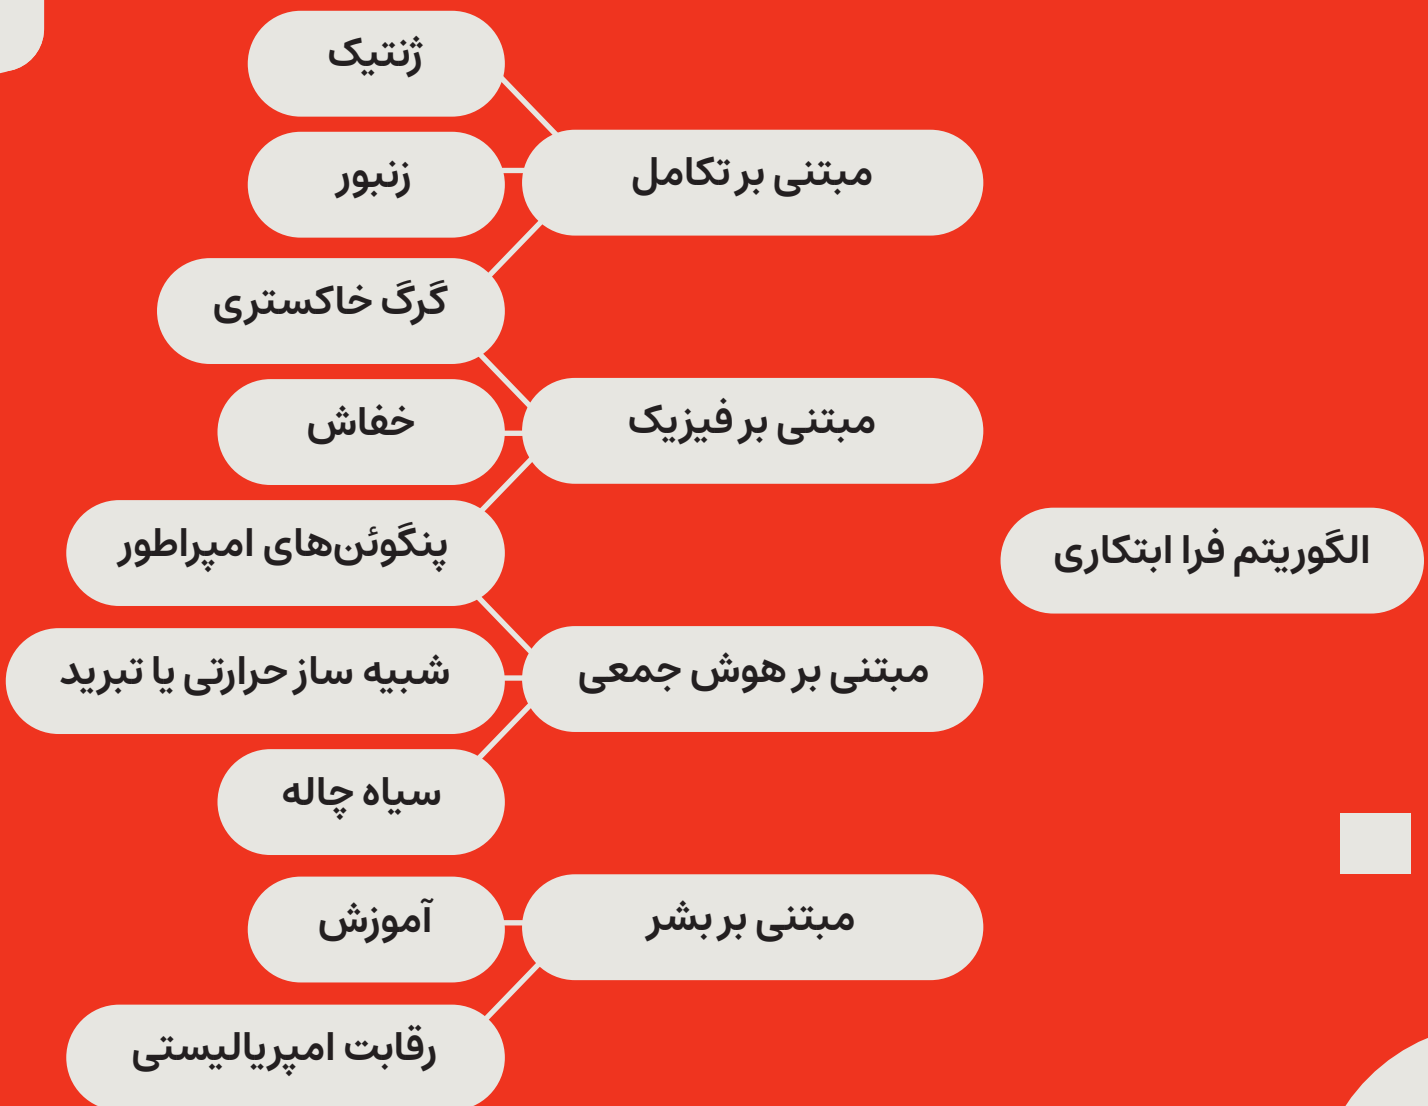 الگوریتم فرا ابتکاری
مبتنی بر تکامل
ژنتیک
زنبور
گرگ خاکستری
مبتنی بر فیزیک
خفاش
پنگوئن‌های امپراطور
مبتنی بر هوش جمعی
شبیه ساز حرارتی یا تبرید
سیاه چاله
مبتنی بر بشر
آموزش
رقابت امپریالیستی